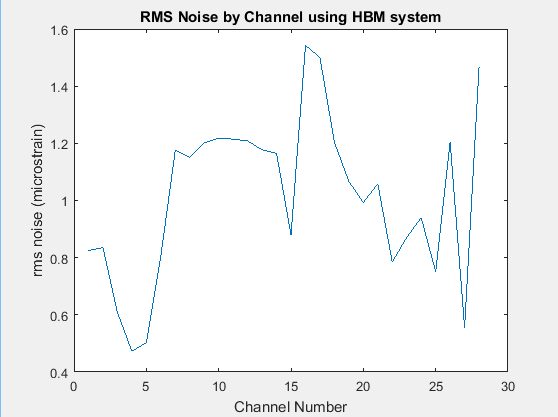 RMS Noise by Channel using HBM system
1.6
1.4
1.2
1
0.8
0.6
0.4
rms noise (microstrain)
0 5 10 15 20 25 30
Channel Number